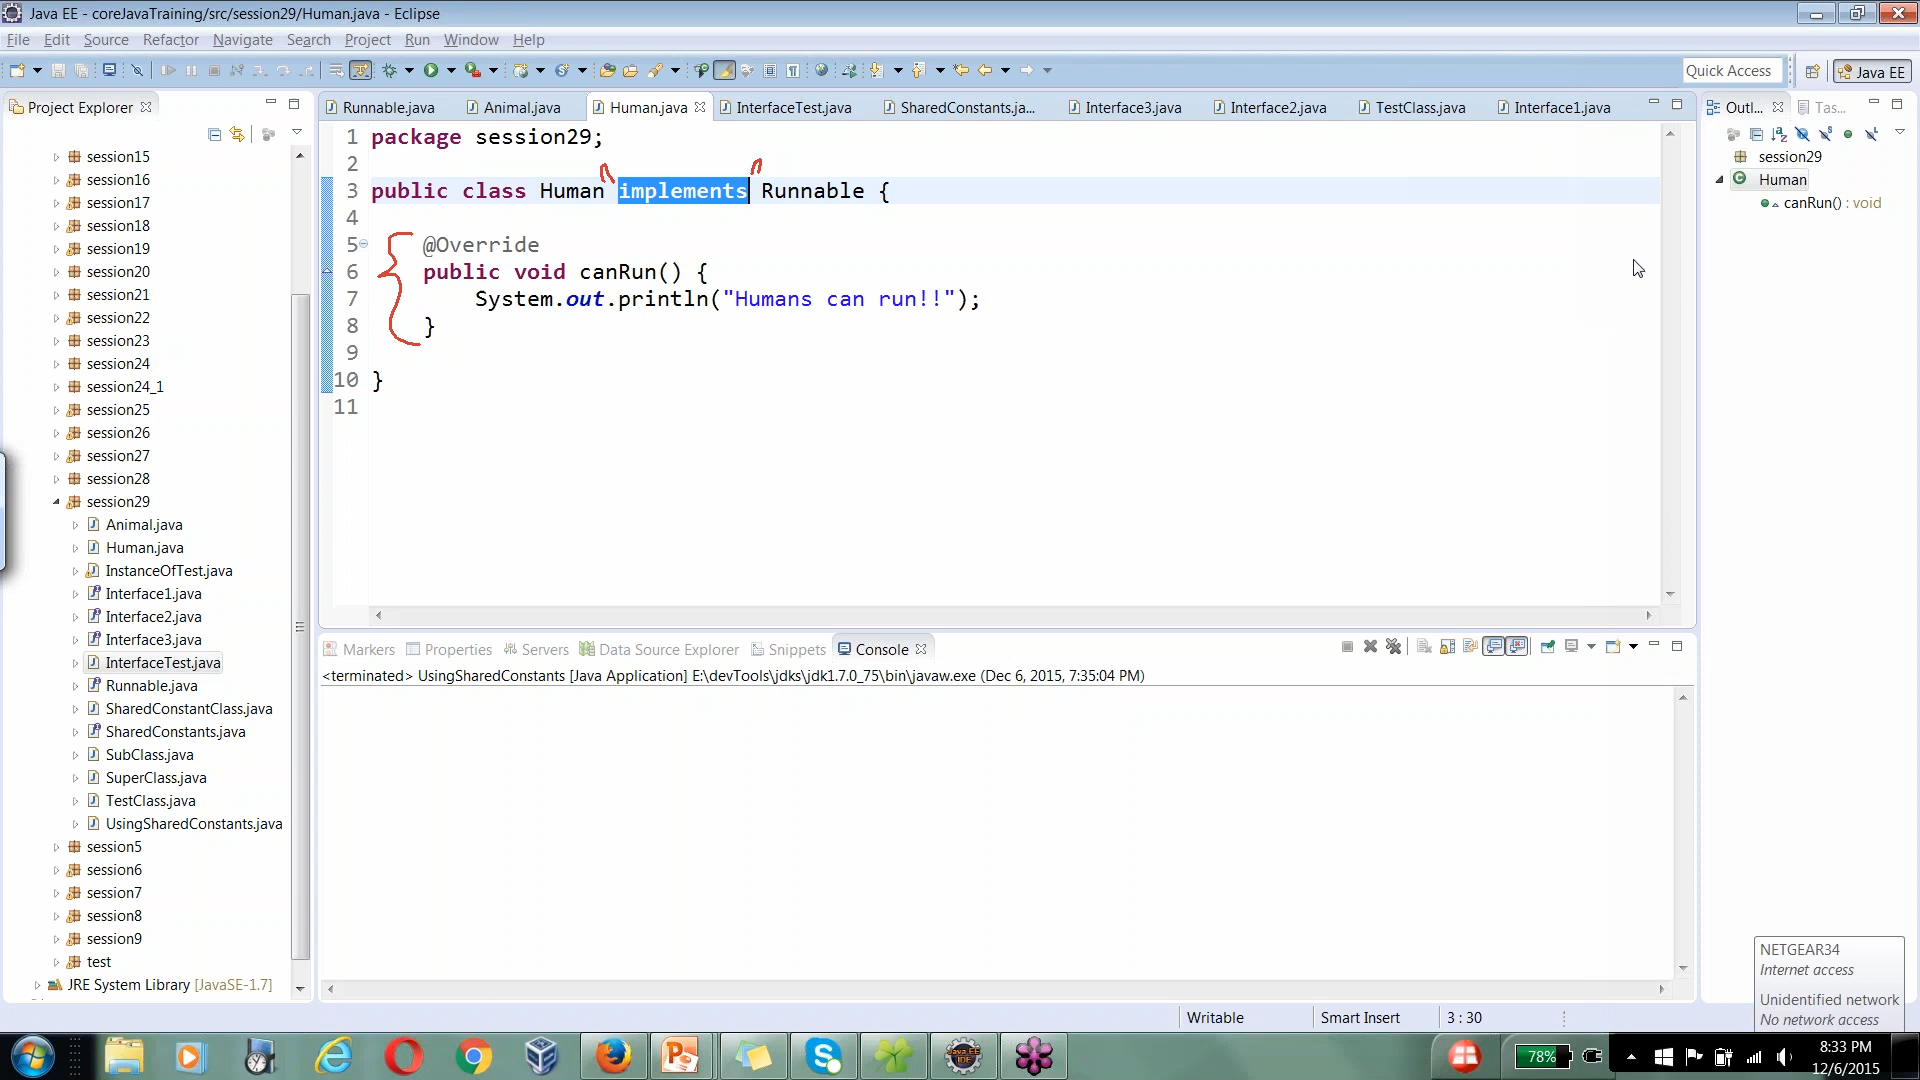 Java EE - coreJavaTraining/src/session29/Human.java - Eclipse
File Edit Source Refactor Navigate Search Project Run Window Help
Quick Access
Java EE
Project Explorer
Runnable.java
Animal.java
Human.java
InterfaceTest.java
SharedConstants.ja...
Interface3.java
Interface2.java
TestClass.java
Interface1.java
Outl...
Tas...
session15
session16
session17
session18
session19
session20
session21
session22
session23
session24
session24_1
session25
session26
session27
session28
session29
Animal.java
Human.java
InstanceOfTest.java
Interface1.java
Interface2.java
Interface3.java
InterfaceTest.java
Runnable.java
SharedConstantClass.java
SharedConstants.java
SubClass.java
SuperClass.java
TestClass.java
UsingSharedConstants.java
session5
session6
session7
session8
session9
test
JRE System Library [JavaSE-1.7]
1 package session29;
2
3 public class Human implements Runnable {
4
5 @Override
6 public void canRun() {
7 System.out.println("Humans can run!!");
8 }
9
10 }
11
session29
Human
canRun() : void
Markers Properties Servers Data Source Explorer Snippets Console
<terminated> UsingSharedConstants [Java Application] E:\devTools\jdks\jdk1.7.0_75\bin\javaw.exe (Dec 6, 2015, 7:35:04 PM)
Writable Smart Insert 3 : 30
NETGEAR34
Internet access
Unidentified network
No network access
78%
8:33 PM
12/6/2015